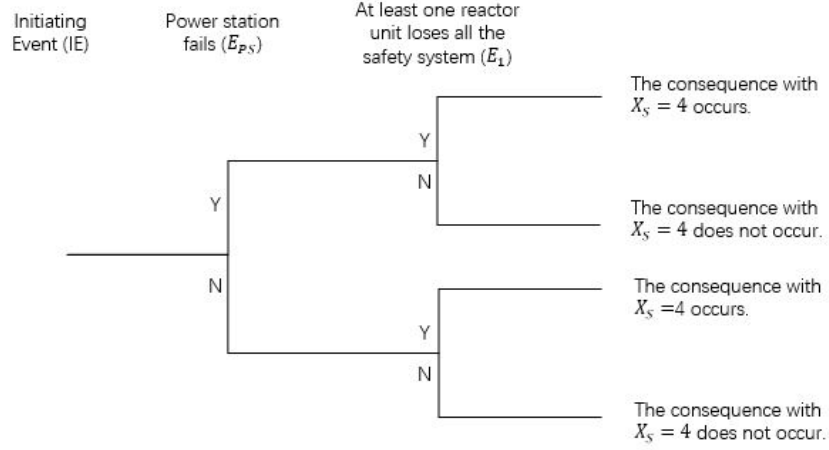 Initiating
Event (IE)
Power station
fails (E_{PS})
At least one reactor
unit loses all the
safety system (E_1)
The consequence with
X_S = 4 occurs.
Y
N
The consequence with
X_S = 4 does not occur.
Y
N
The consequence with
X_S =4 occurs.
Y
N
The consequence with
X_S = 4 does not occur.